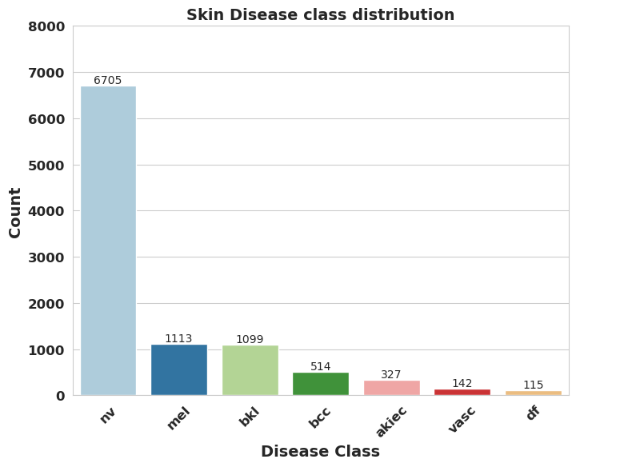 Skin Disease class distribution
8000
7000
6000
5000
4000
3000
2000
1000
0
Count
6705
1113
1099
514
327
142
115
nv
mel
bkl
bcc
akiec
vasc
df
Disease Class